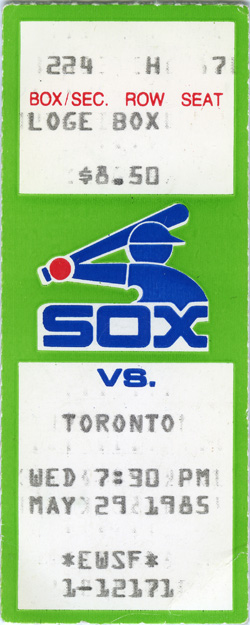 224 H 7
BOX/SEC. ROW SEAT
LOGE BOX
$8.50
SOX
VS.
TORONTO
WED 7:30 PM
MAY 29 1985
*EWSF*
1-12171